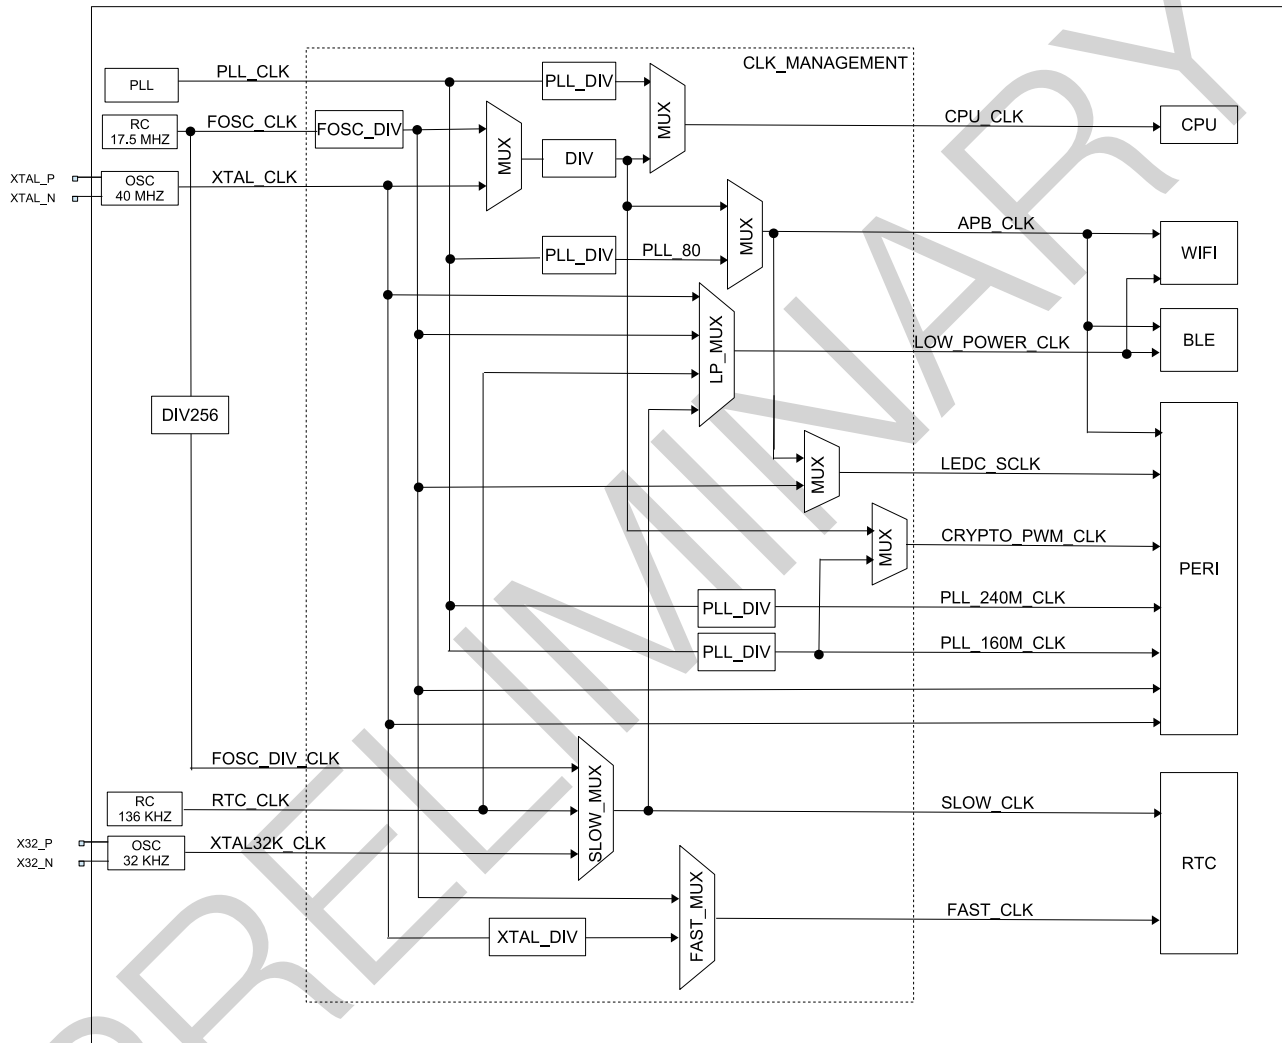 CLK_MANAGEMENT
PLL
PLL_CLK
PLL_DIV
MUX
RC
17.5 MHZ
FOSC_CLK
FOSC_DIV
MUX
DIV
CPU_CLK
CPU
XTAL_P
XTAL_N
OSC
40 MHZ
XTAL_CLK
PLL_DIV
PLL_80
MUX
APB_CLK
WIFI
LP_MUX
LOW_POWER_CLK
BLE
DIV256
MUX
LEDC_SCLK
MUX
CRYPTO_PWM_CLK
PERI
PLL_DIV
PLL_240M_CLK
PLL_DIV
PLL_160M_CLK
FOSC_DIV_CLK
SLOW_MUX
RC
136 KHZ
RTC_CLK
SLOW_CLK
X32_P
X32_N
OSC
32 KHZ
XTAL32K_CLK
RTC
XTAL_DIV
FAST_MUX
FAST_CLK
PRELIMINARY